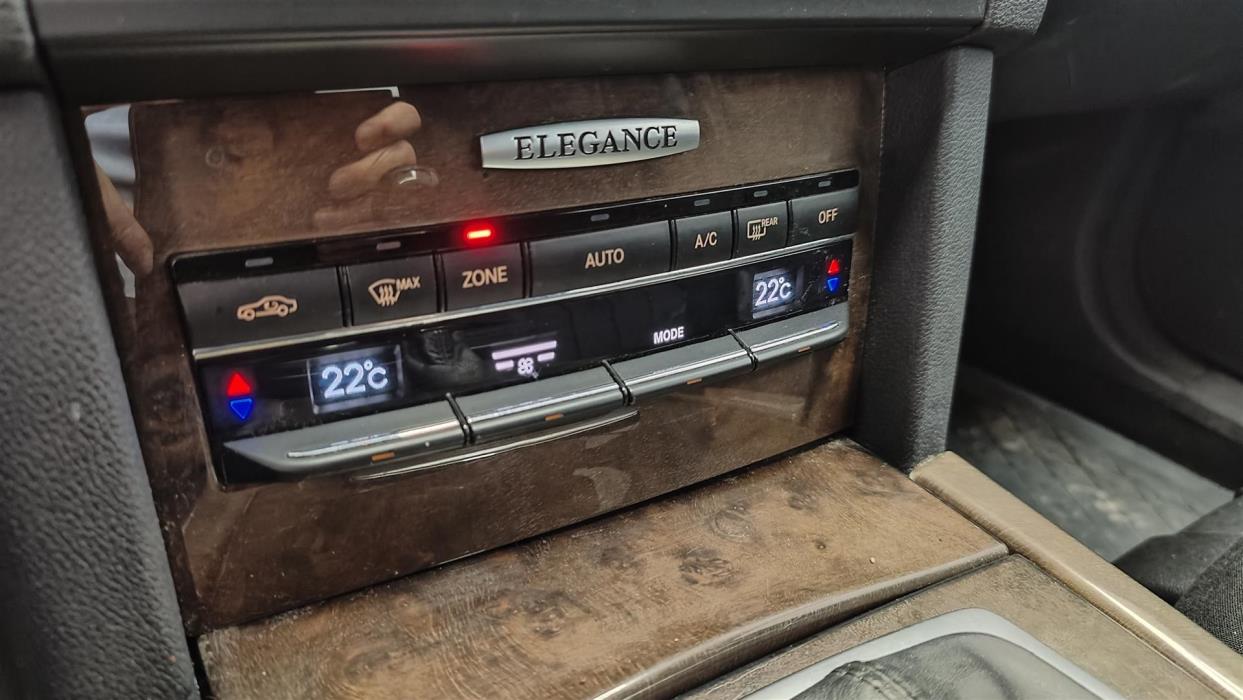 ELEGANCE
MAX ZONE AUTO A/C REAR OFF
22°C MODE 22°C